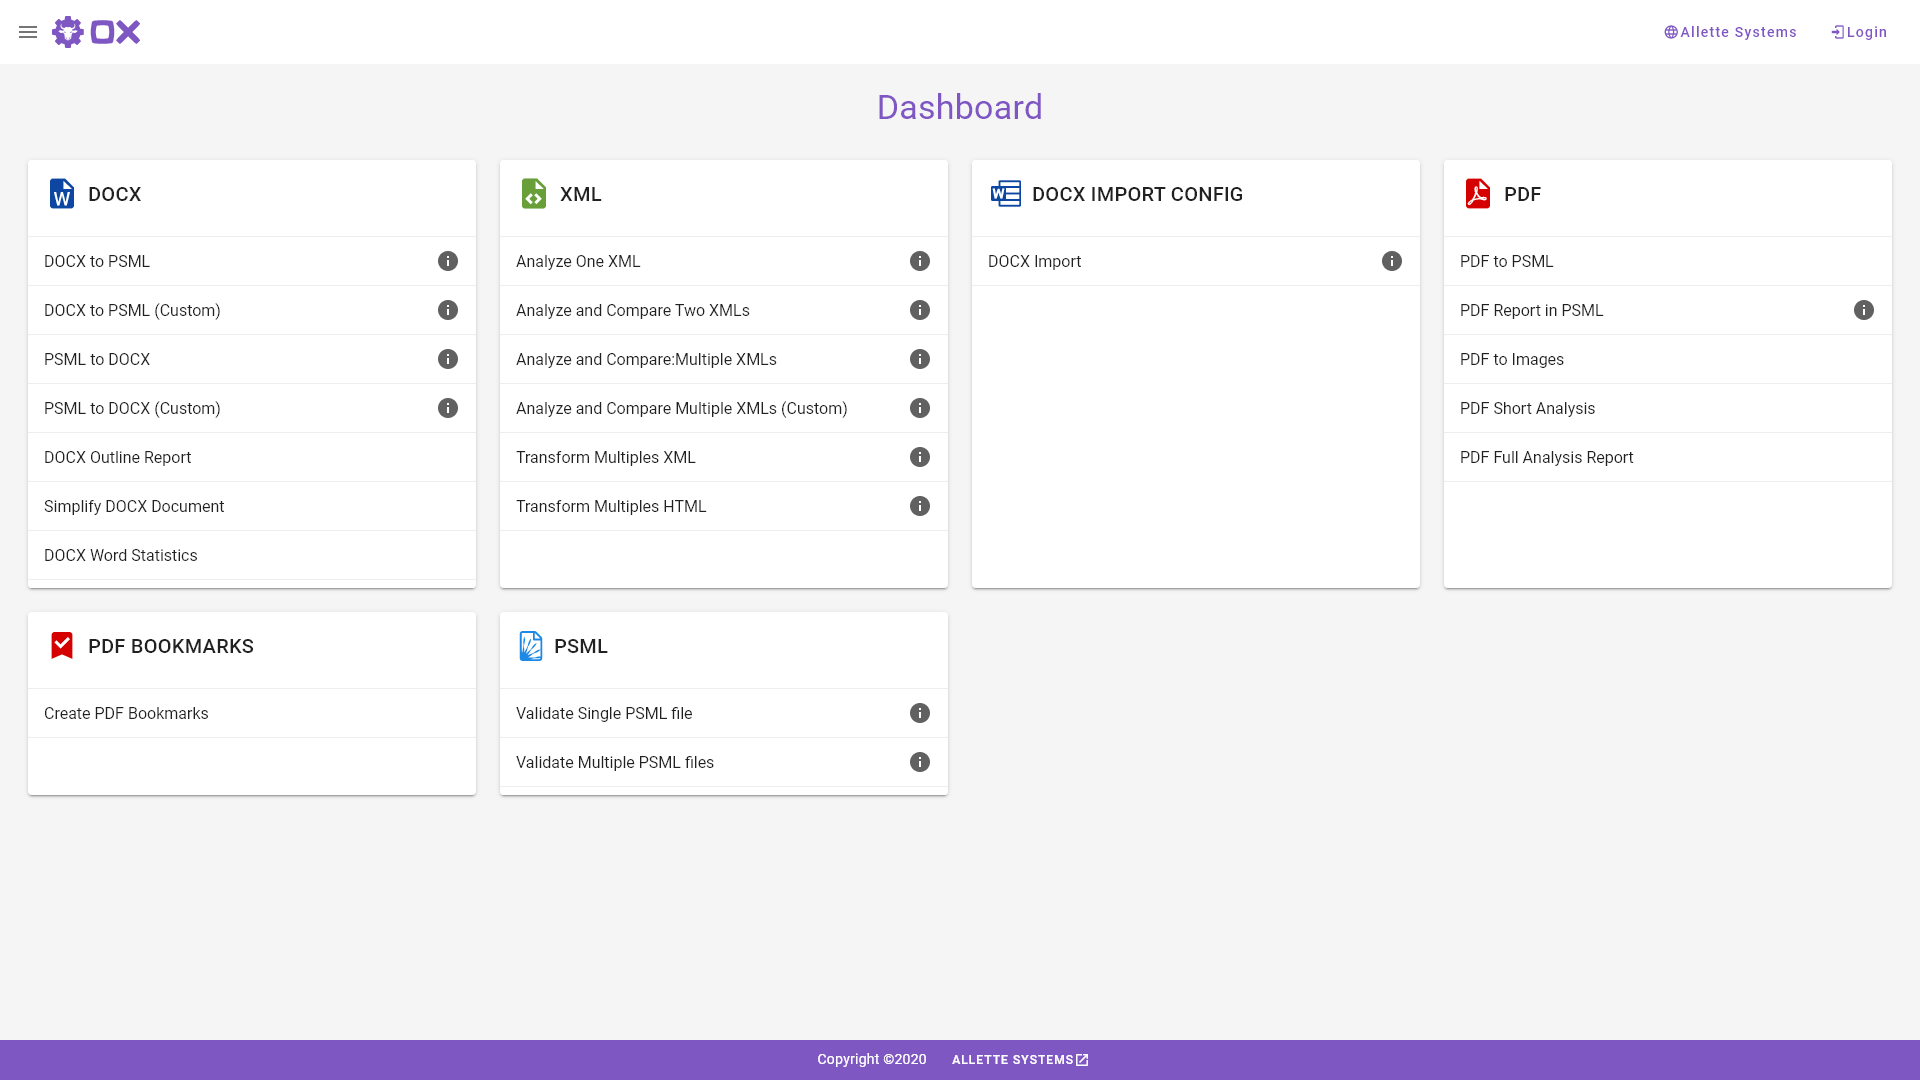 OX
Allette Systems
Login
Dashboard
DOCX
DOCX to PSML
DOCX to PSML (Custom)
PSML to DOCX
PSML to DOCX (Custom)
DOCX Outline Report
Simplify DOCX Document
DOCX Word Statistics
XML
Analyze One XML
Analyze and Compare Two XMLs
Analyze and Compare:Multiple XMLs
Analyze and Compare Multiple XMLs (Custom)
Transform Multiples XML
Transform Multiples HTML
DOCX IMPORT CONFIG
DOCX Import
PDF
PDF to PSML
PDF Report in PSML
PDF to Images
PDF Short Analysis
PDF Full Analysis Report
PDF BOOKMARKS
Create PDF Bookmarks
PSML
Validate Single PSML file
Validate Multiple PSML files
Copyright ©2020 ALLETTE SYSTEMS